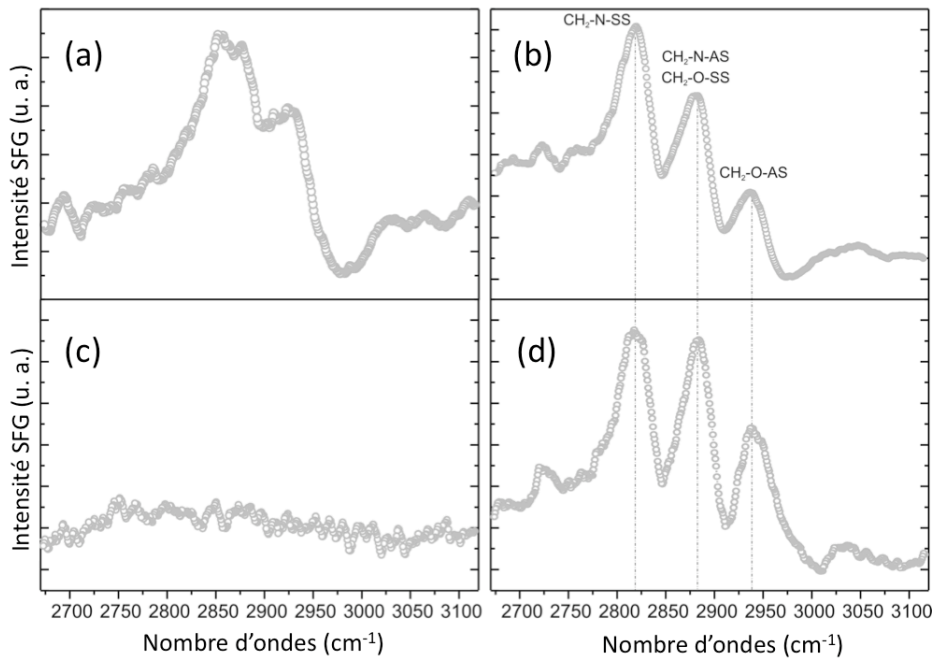 (a)
(b)
CH₂-N-SS
CH₂-N-AS
CH₂-O-SS
CH₂-O-AS
Intensité SFG (u. a.)
(c)
(d)
Intensité SFG (u. a.)
2700 2750 2800 2850 2900 2950 3000 3050 3100
2700 2750 2800 2850 2900 2950 3000 3050 3100
Nombre d’ondes (cm⁻¹)
Nombre d’ondes (cm⁻¹)